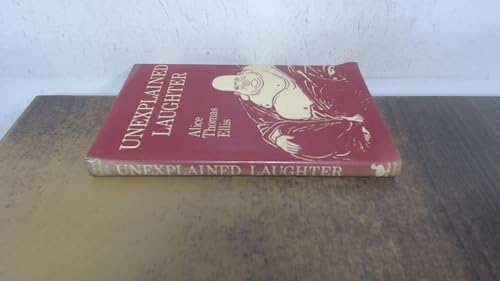 UNEXPLAINED
LAUGHTER
Alice
Thomas
Ellis
UNEXPLAINED LAUGHTER